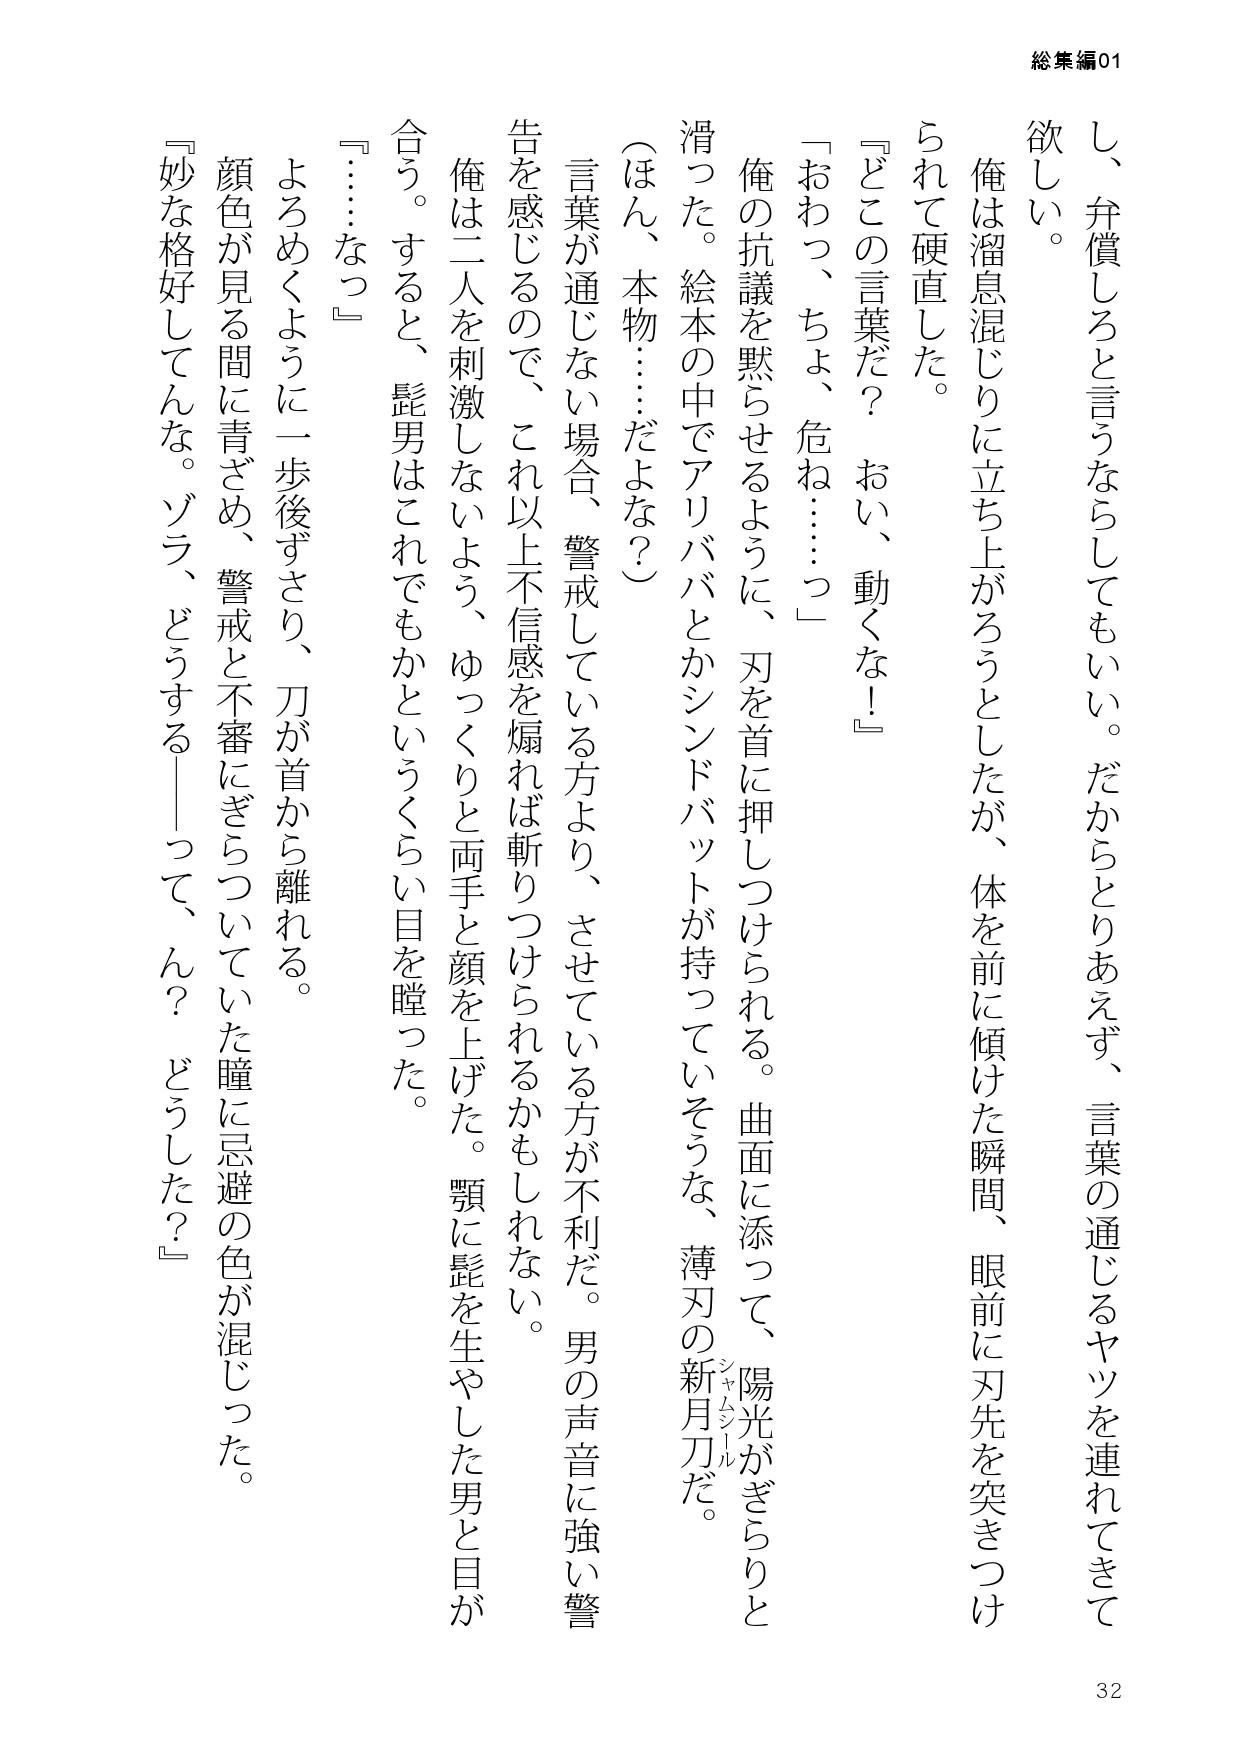 総集編01
し、弁償しろと言うならしてもいい。だからとりあえず、言葉の通じるヤツを連れてきて
欲しい。
　俺は溜息混じりに立ち上がろうとしたが、体を前に傾けた瞬間、眼前に刃先を突きつけ
られて硬直した。
『どこの言葉だ？　おい、動くな！』
「おわっ、ちょ、危ね……っ」
　俺の抗議を黙らせるように、刃を首に押しつけられる。曲面に添って、陽光がぎらりと
滑った。絵本の中でアリババとかシンドバットが持っていそうな、薄刃の新月刀だ。
シャムシール
（ほん、本物……だよな？）
　言葉が通じない場合、警戒している方より、させている方が不利だ。男の声音に強い警
告を感じるので、これ以上不信感を煽れば斬りつけられるかもしれない。
　俺は二人を刺激しないよう、ゆっくりと両手と顔を上げた。顎に髭を生やした男と目が
合う。すると、髭男はこれでもかというくらい目を瞠った。
『……なっ』
　よろめくように一歩後ずさり、刀が首から離れる。
　顔色が見る間に青ざめ、警戒と不審にぎらついていた瞳に忌避の色が混じった。
『妙な格好してんな。ゾラ、どうする――って、ん？　どうした？』
32